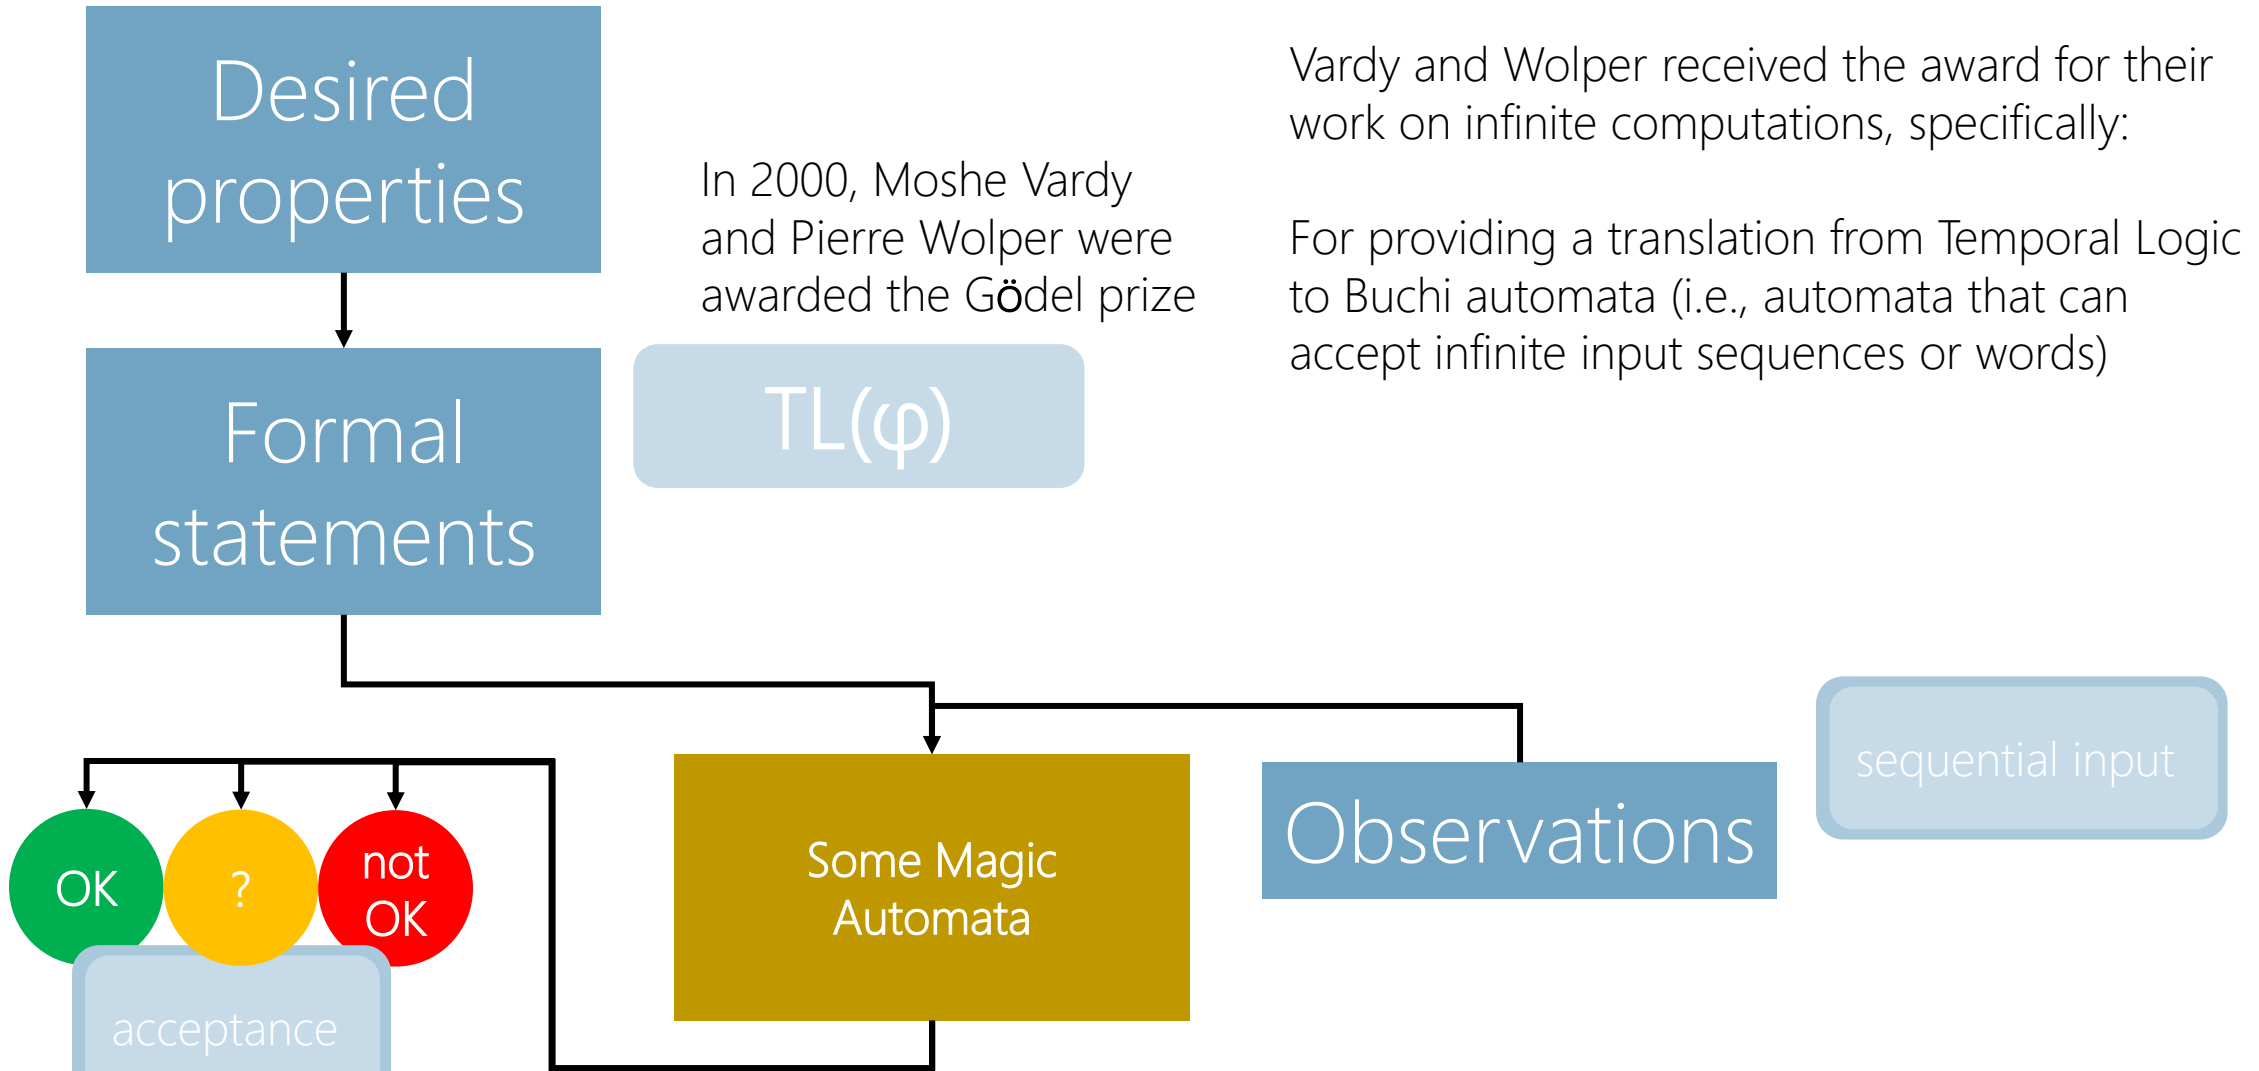 Desired
properties
In 2000, Moshe Vardy
and Pierre Wolper were
awarded the Gödel prize
Vardy and Wolper received the award for their
work on infinite computations, specifically:
For providing a translation from Temporal Logic
to Buchi automata (i.e., automata that can
accept infinite input sequences or words)
Formal
statements
TL(φ)
OK
?
not
OK
acceptance
Some Magic
Automata
Observations
sequential input